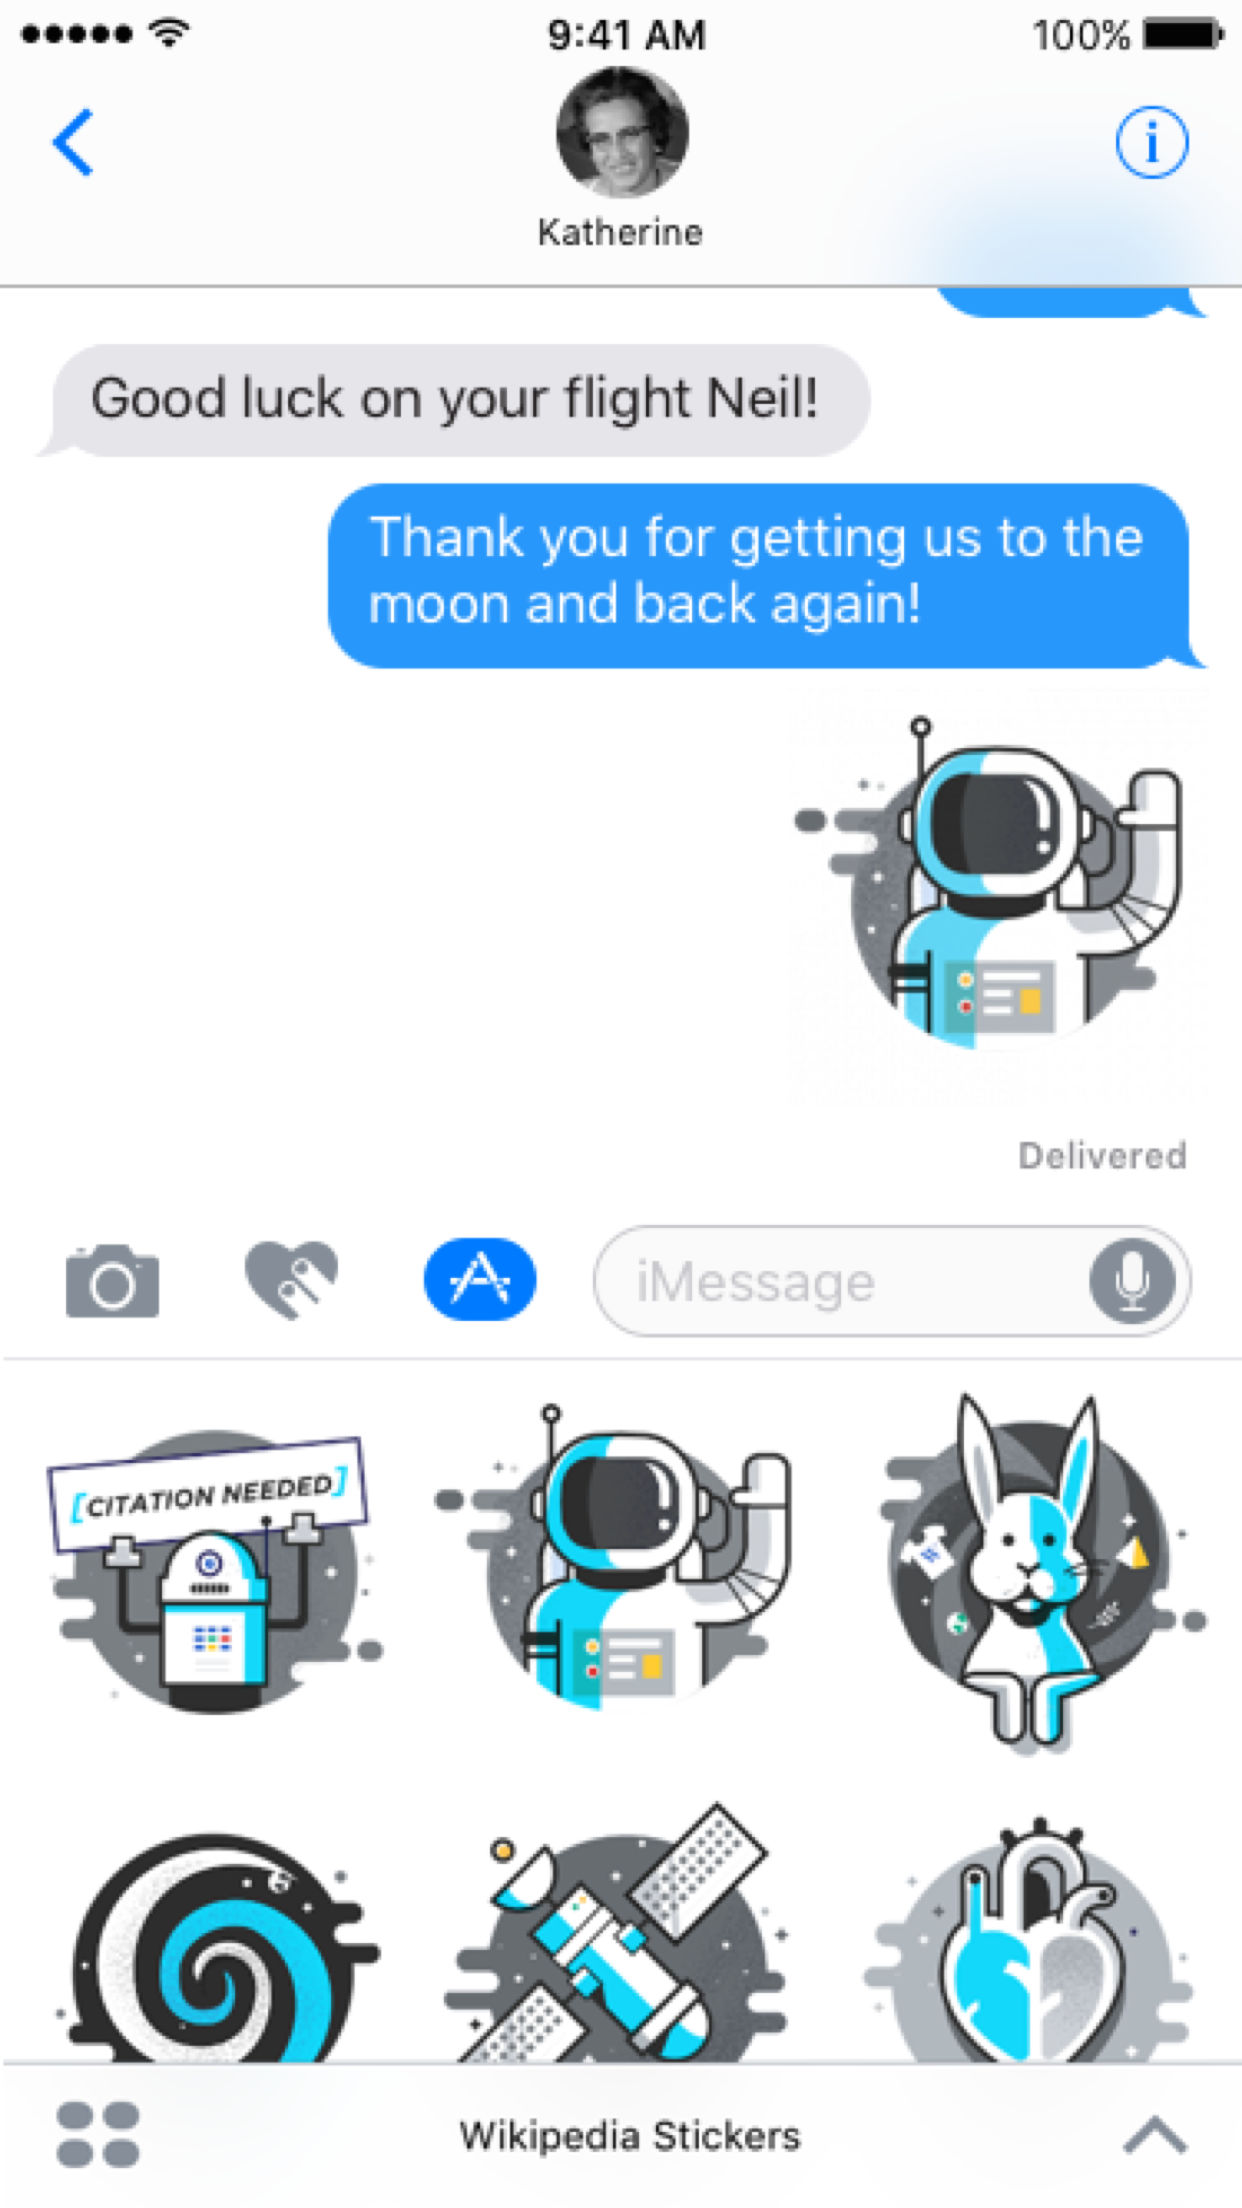 9:41 AM
100%
Katherine
Good luck on your flight Neil!
Thank you for getting us to the
moon and back again!
Delivered
iMessage
[CITATION NEEDED]
Wikipedia Stickers